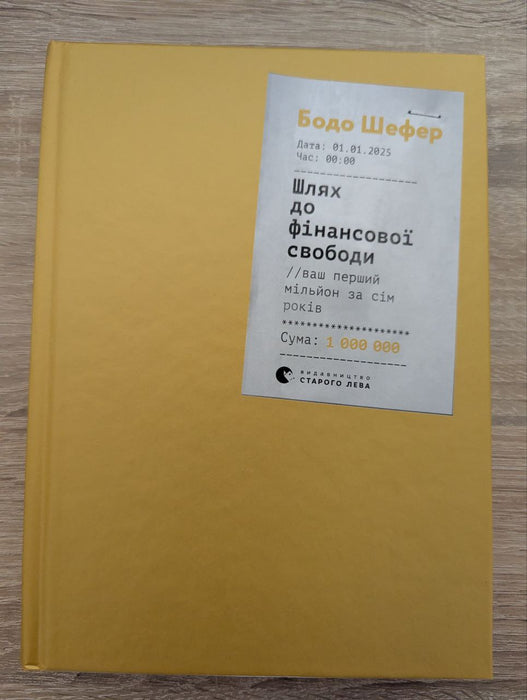 Бодо Шефер
Дата: 01.01.2025
Час: 00:00
--------------------
Шлях
до
фінансової
свободи
//ваш перший
мільйон за сім
років
*********************
Сума: 1 000 000
--------------------
видавництво
СТАРОГО ЛЕВА